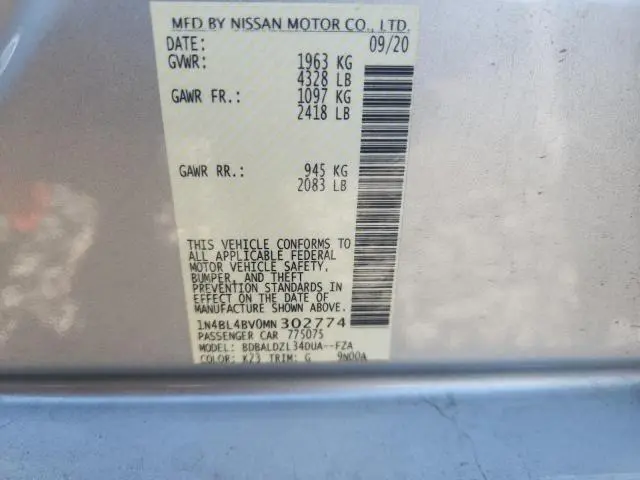 MFD BY NISSAN MOTOR CO., LTD.
DATE: 09/20
GVWR: 1963 KG
4328 LB
GAWR FR.: 1097 KG
2418 LB
GAWR RR.: 945 KG
2083 LB
THIS VEHICLE CONFORMS TO
ALL APPLICABLE FEDERAL
MOTOR VEHICLE SAFETY,
BUMPER, AND THEFT
PREVENTION STANDARDS IN
EFFECT ON THE DATE OF
MANUFACTURE SHOWN ABOVE.
1N4BL4BV0MN302774
PASSENGER CAR 775075
MODEL: BDBALDZL34DUA--FZA
COLOR: K23 TRIM: G 9N00A